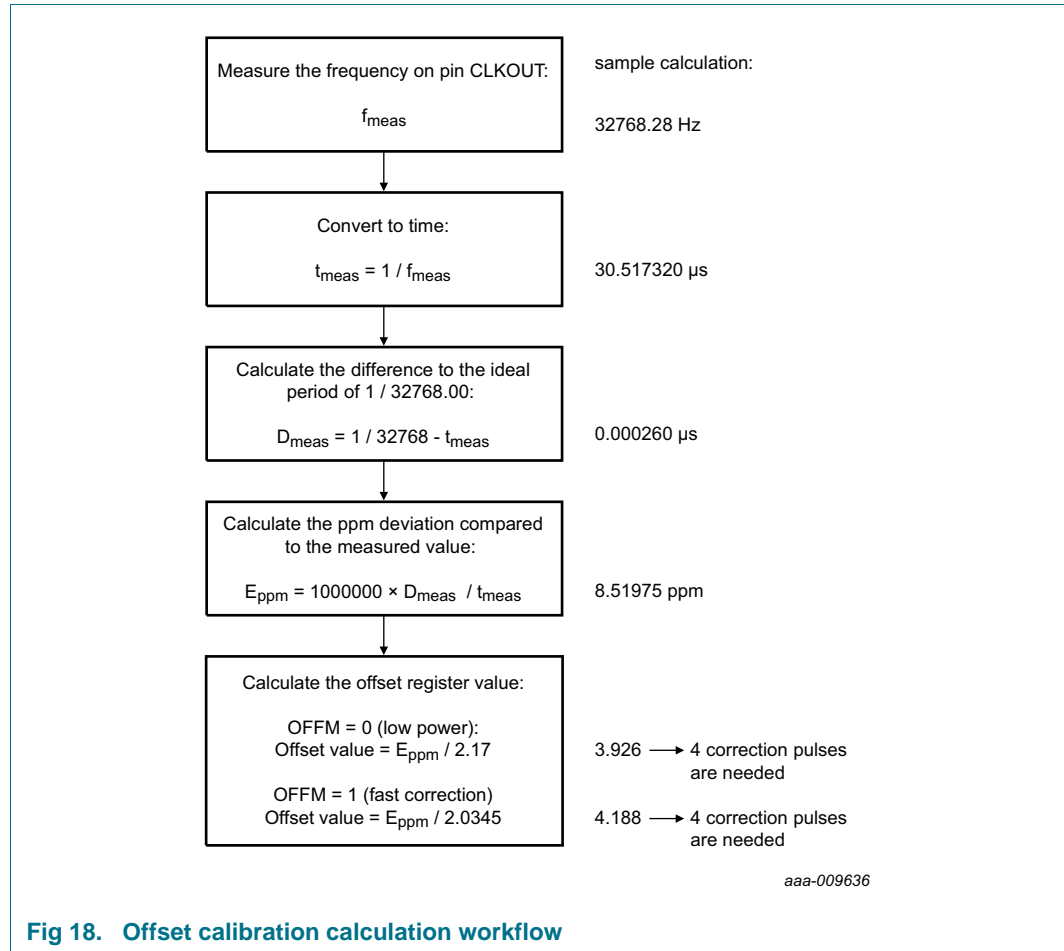 Measure the frequency on pin CLKOUT:
fmeas
sample calculation:
32768.28 Hz
Convert to time:
tmeas = 1 / fmeas
30.517320 µs
Calculate the difference to the ideal
period of 1 / 32768.00:
Dmeas = 1 / 32768 - tmeas
0.000260 µs
Calculate the ppm deviation compared
to the measured value:
Eppm = 1000000 × Dmeas / tmeas
8.51975 ppm
Calculate the offset register value:
OFFM = 0 (low power):
Offset value = Eppm / 2.17
3.926 → 4 correction pulses
are needed
OFFM = 1 (fast correction)
Offset value = Eppm / 2.0345
4.188 → 4 correction pulses
are needed
aaa-009636
Fig 18. Offset calibration calculation workflow